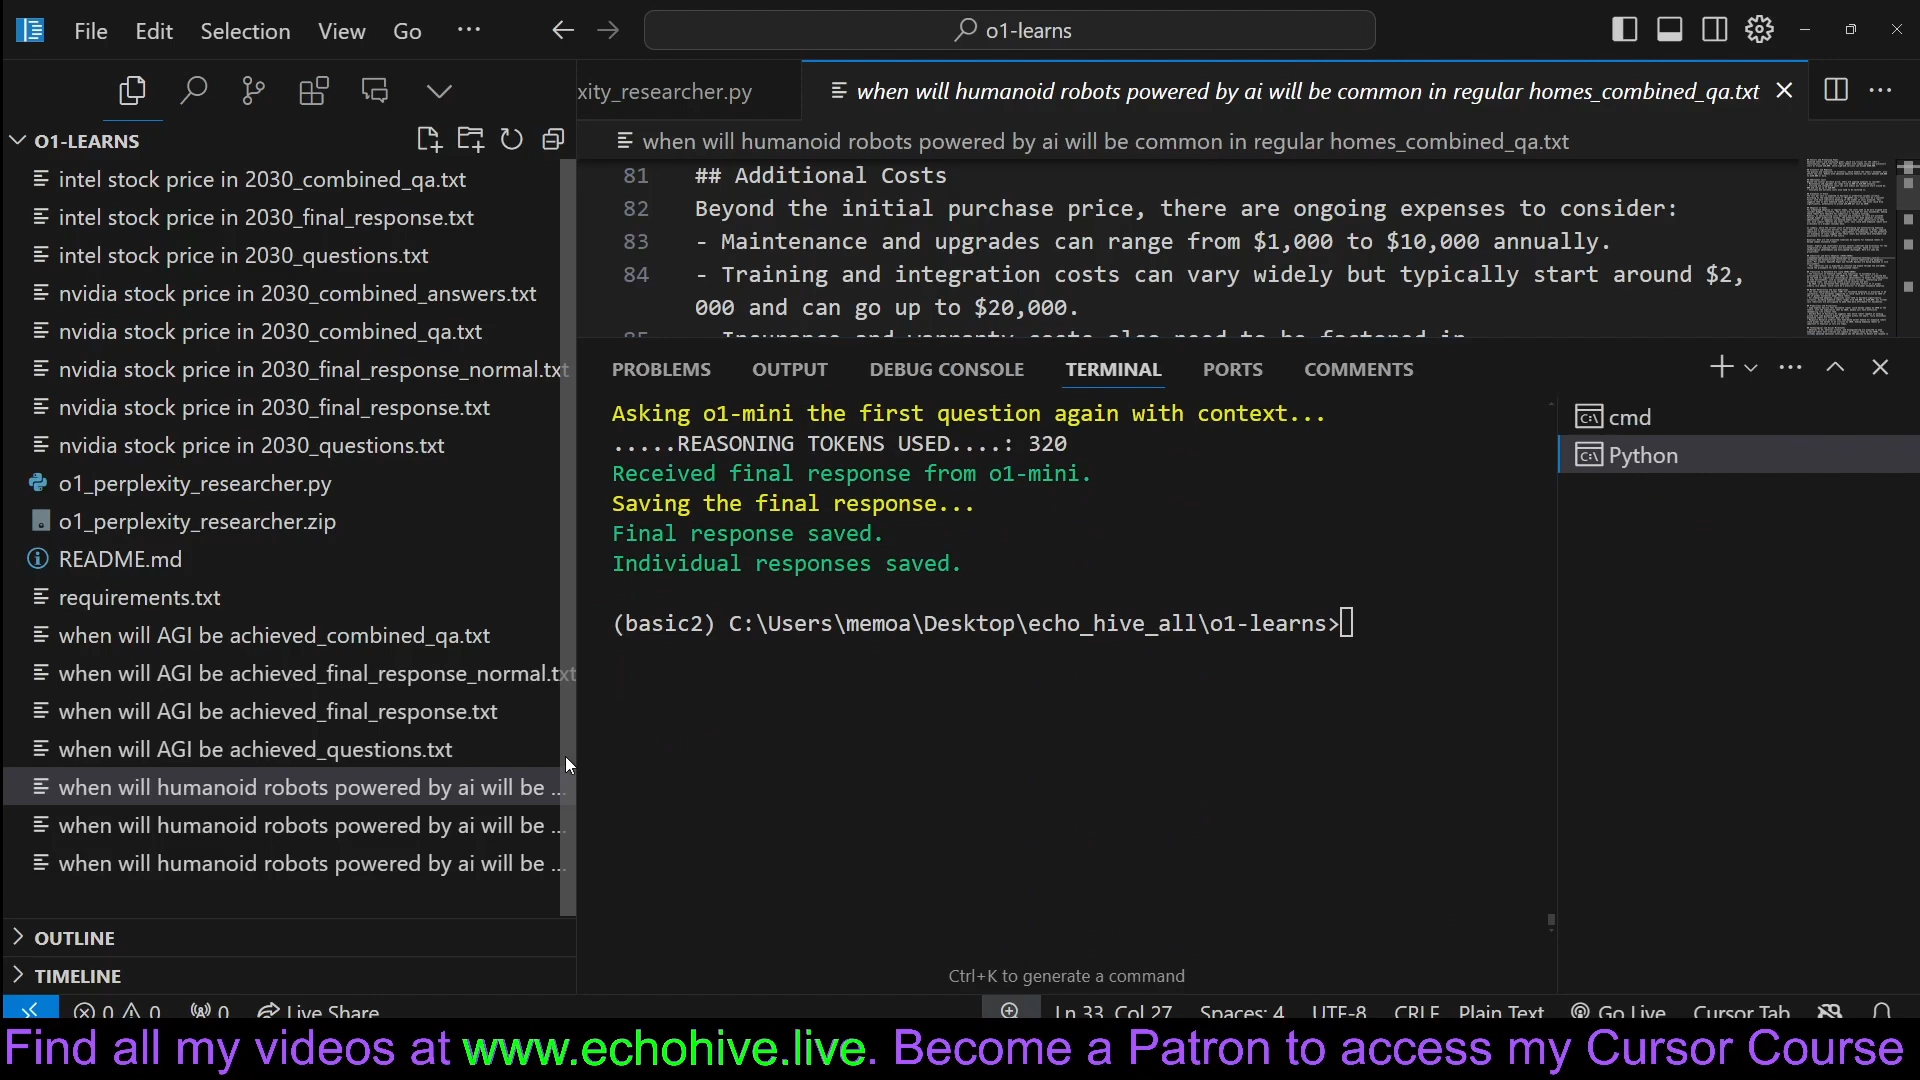 File Edit Selection View Go ... o1-learns
xity_researcher.py when will humanoid robots powered by ai will be common in regular homes_combined_qa.txt
O1-LEARNS
intel stock price in 2030_combined_qa.txt
intel stock price in 2030_final_response.txt
intel stock price in 2030_questions.txt
nvidia stock price in 2030_combined_answers.txt
nvidia stock price in 2030_combined_qa.txt
nvidia stock price in 2030_final_response_normal.txt
nvidia stock price in 2030_final_response.txt
nvidia stock price in 2030_questions.txt
o1_perplexity_researcher.py
o1_perplexity_researcher.zip
README.md
requirements.txt
when will AGI be achieved_combined_qa.txt
when will AGI be achieved_final_response_normal.txt
when will AGI be achieved_final_response.txt
when will AGI be achieved_questions.txt
when will humanoid robots powered by ai will be ...
when will humanoid robots powered by ai will be ...
when will humanoid robots powered by ai will be ...
OUTLINE
TIMELINE
when will humanoid robots powered by ai will be common in regular homes_combined_qa.txt
81 ## Additional Costs
82 Beyond the initial purchase price, there are ongoing expenses to consider:
83 - Maintenance and upgrades can range from $1,000 to $10,000 annually.
84 - Training and integration costs can vary widely but typically start around $2,
000 and can go up to $20,000.
85 - Insurance and warranty costs also need to be factored in
PROBLEMS OUTPUT DEBUG CONSOLE TERMINAL PORTS COMMENTS
Asking o1-mini the first question again with context...
.....REASONING TOKENS USED....: 320
Received final response from o1-mini.
Saving the final response...
Final response saved.
Individual responses saved.
(basic2) C:\Users\memoa\Desktop\echo_hive_all\o1-learns>
cmd
Python
Ctrl+K to generate a command
0 0 0 Live Share Ln 33, Col 27 Spaces: 4 UTF-8 CRLF Plain Text Go Live Cursor Tab
Find all my videos at www.echohive.live. Become a Patron to access my Cursor Course